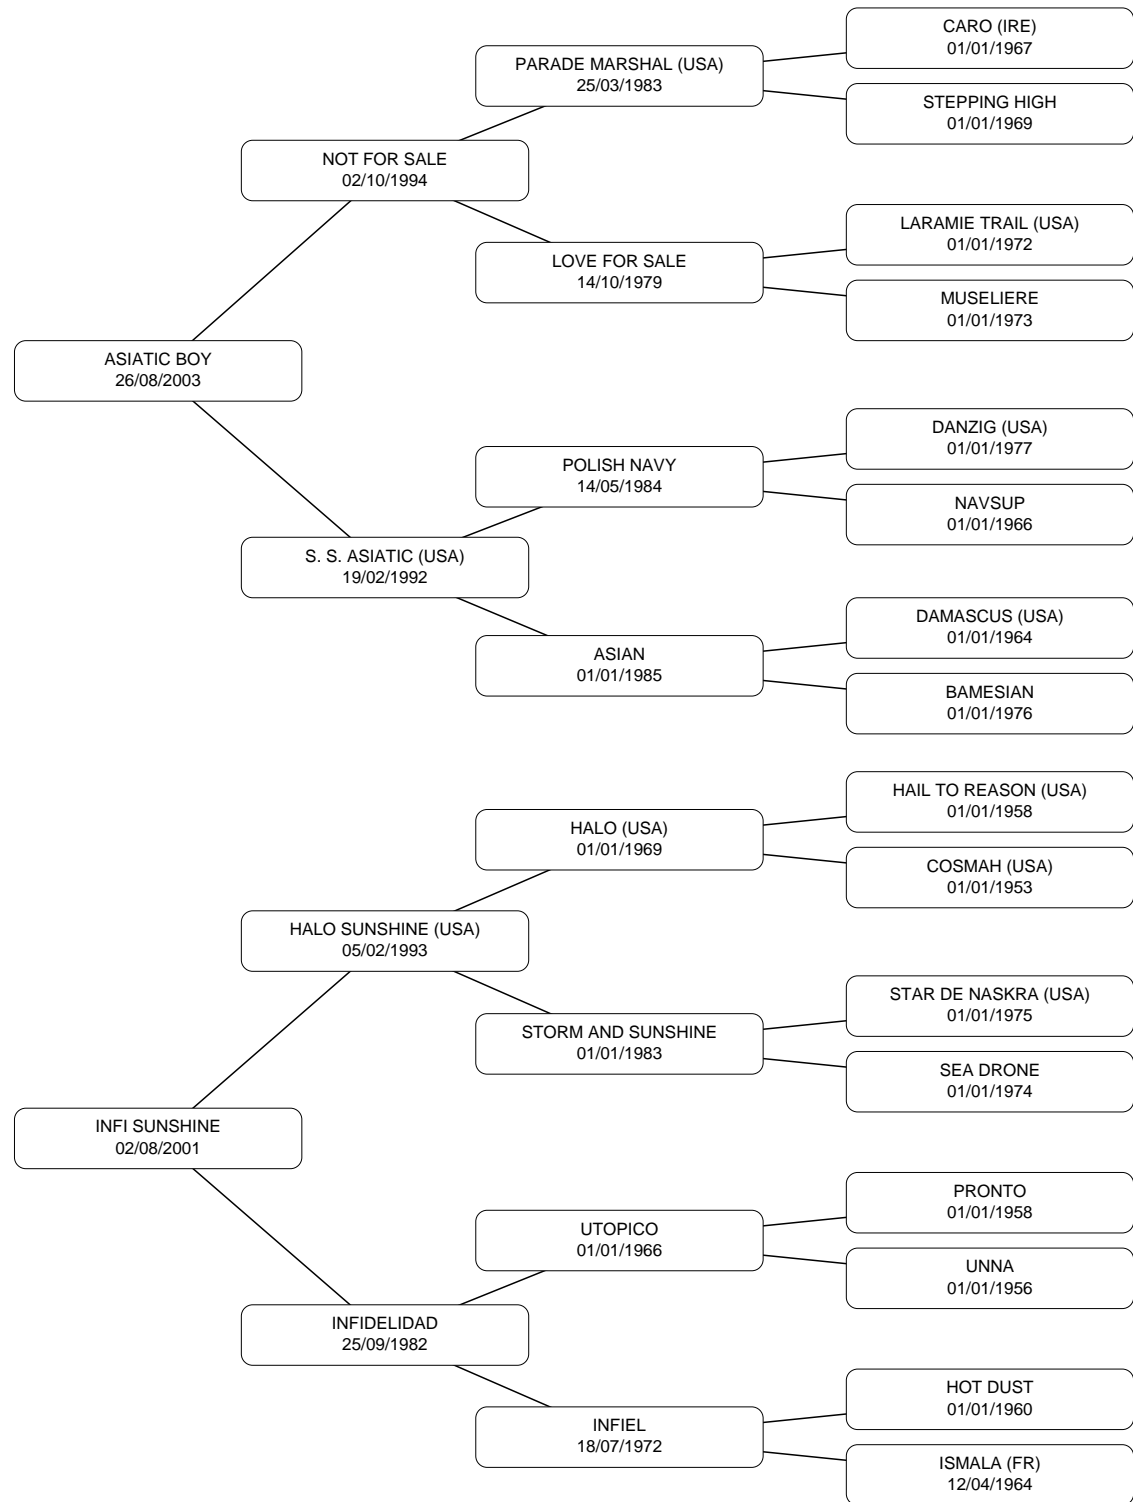 CARO (IRE)
01/01/1967
PARADE MARSHAL (USA)
25/03/1983
STEPPING HIGH
01/01/1969
NOT FOR SALE
02/10/1994
LARAMIE TRAIL (USA)
01/01/1972
LOVE FOR SALE
14/10/1979
MUSELIERE
01/01/1973
ASIATIC BOY
26/08/2003
DANZIG (USA)
01/01/1977
POLISH NAVY
14/05/1984
NAVSUP
01/01/1966
S. S. ASIATIC (USA)
19/02/1992
DAMASCUS (USA)
01/01/1964
ASIAN
01/01/1985
BAMESIAN
01/01/1976
HAIL TO REASON (USA)
01/01/1958
HALO (USA)
01/01/1969
COSMAH (USA)
01/01/1953
HALO SUNSHINE (USA)
05/02/1993
STAR DE NASKRA (USA)
01/01/1975
STORM AND SUNSHINE
01/01/1983
SEA DRONE
01/01/1974
INFI SUNSHINE
02/08/2001
PRONTO
01/01/1958
UTOPICO
01/01/1966
UNNA
01/01/1956
INFIDELIDAD
25/09/1982
HOT DUST
01/01/1960
INFIEL
18/07/1972
ISMALA (FR)
12/04/1964